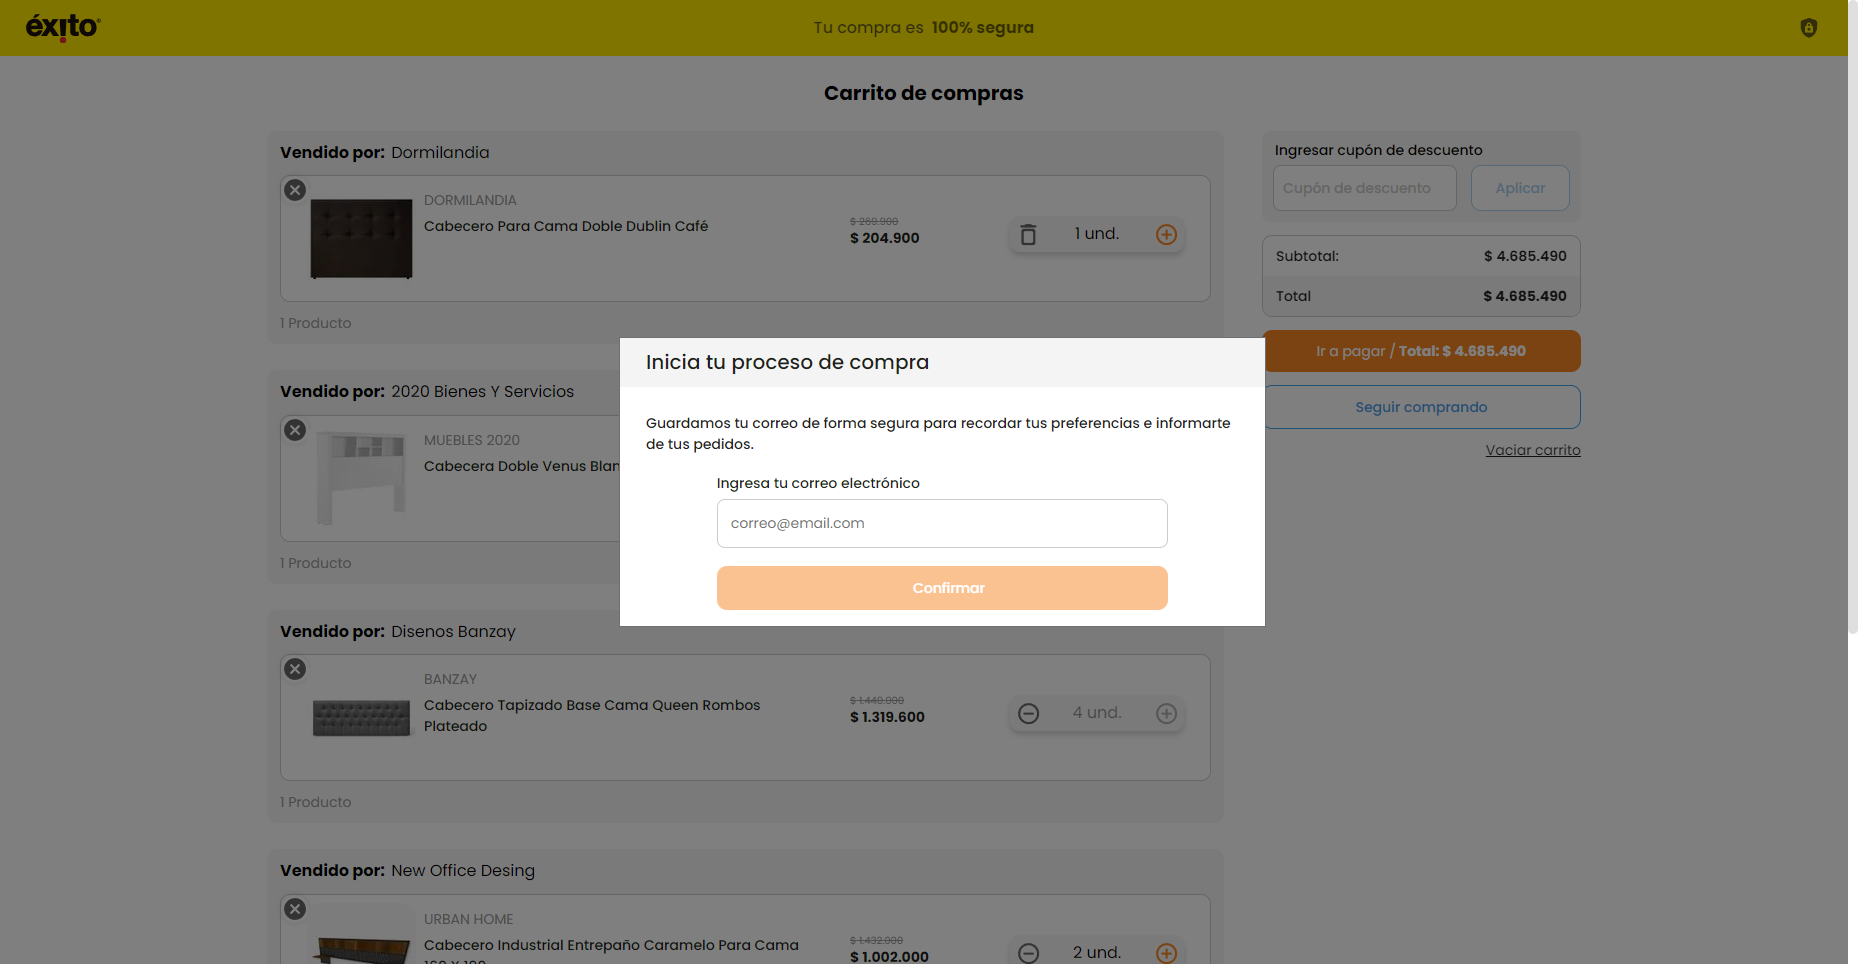 éxito
Tu compra es 100% segura
Carrito de compras
Vendido por: Dormilandia
DORMILANDIA
Cabecero Para Cama Doble Dublin Café
$ 269.900
$ 204.900
1 und.
1 Producto
Vendido por: 2020 Bienes Y Servicios
MUEBLES 2020
Cabecera Doble Venus Blan
1 Producto
Vendido por: Disenos Banzay
BANZAY
Cabecero Tapizado Base Cama Queen Rombos
Plateado
$ 1.440.000
$ 1.319.600
4 und.
1 Producto
Vendido por: New Office Desing
URBAN HOME
Cabecero Industrial Entrepaño Caramelo Para Cama
$ 1.432.000
$ 1.002.000
2 und.
Ingresar cupón de descuento
Cupón de descuento
Aplicar
Subtotal: $ 4.685.490
Total $ 4.685.490
Ir a pagar / Total: $ 4.685.490
Seguir comprando
Vaciar carrito
Inicia tu proceso de compra
Guardamos tu correo de forma segura para recordar tus preferencias e informarte
de tus pedidos.
Ingresa tu correo electrónico
correo@email.com
Confirmar